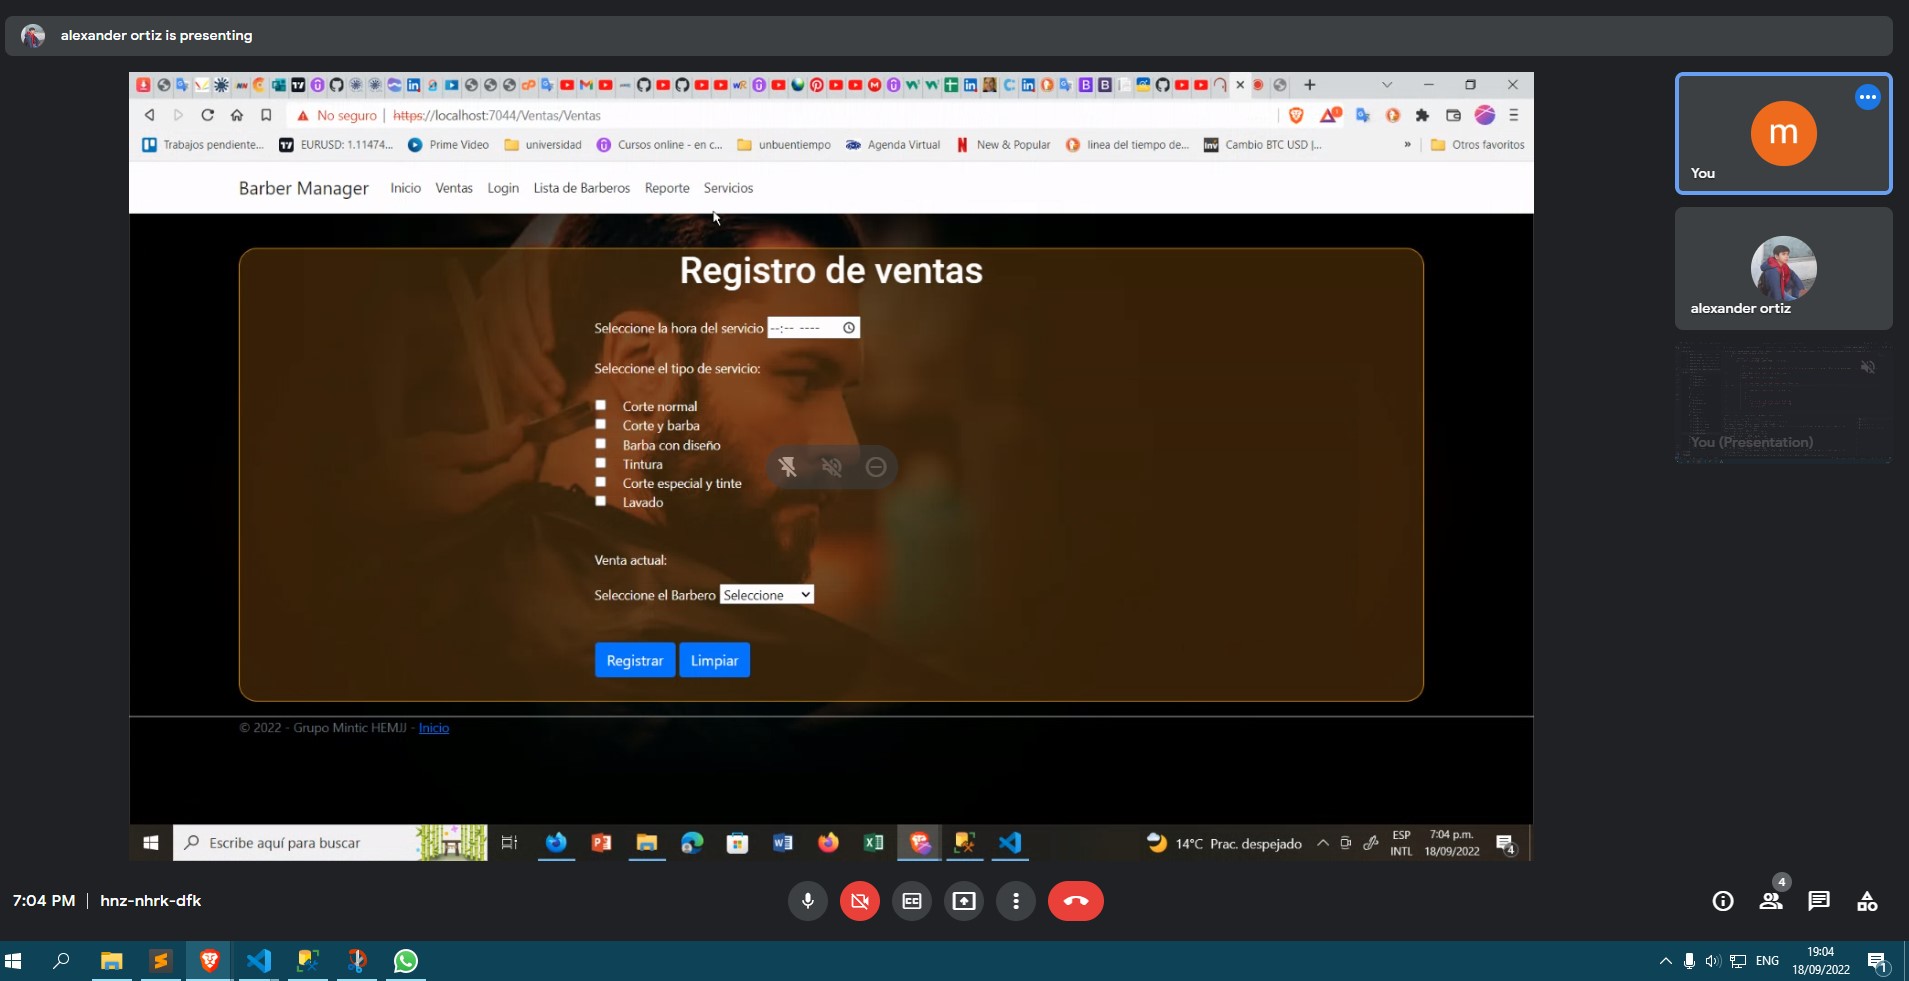 alexander ortiz is presenting
No seguro | https://localhost:7044/Ventas/Ventas
Trabajos pendiente... EURUSD: 1.11474... Prime Video universidad Cursos online - en c... unbuentiempo Agenda Virtual New & Popular linea del tiempo de... Cambio BTC USD |... » Otros favoritos
Barber Manager Inicio Ventas Login Lista de Barberos Reporte Servicios
Registro de ventas
Seleccione la hora del servicio --:-- ----
Seleccione el tipo de servicio:
Corte normal
Corte y barba
Barba con diseño
Tintura
Corte especial y tinte
Lavado
Venta actual:
Seleccione el Barbero Seleccione
Registrar Limpiar
© 2022 - Grupo Mintic HEMJJ - Inicio
Escribe aquí para buscar
14°C Prac. despejado
ESP
INTL
7:04 p.m.
18/09/2022
4
m
You
alexander ortiz
You (Presentation)
7:04 PM | hnz-nhrk-dfk
4
ENG
19:04
18/09/2022
1